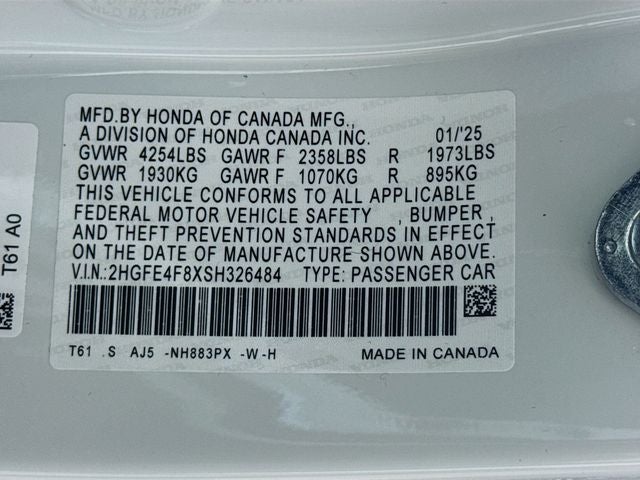 MFD.BY HONDA OF CANADA MFG.,
A DIVISION OF HONDA CANADA INC. 01/'25
GVWR 4254LBS GAWR F 2358LBS R 1973LBS
GVWR 1930KG GAWR F 1070KG R 895KG
THIS VEHICLE CONFORMS TO ALL APPLICABLE
FEDERAL MOTOR VEHICLE SAFETY , BUMPER ,
AND THEFT PREVENTION STANDARDS IN EFFECT
ON THE DATE OF MANUFACTURE SHOWN ABOVE.
V.I.N.:2HGFE4F8XSH326484 TYPE: PASSENGER CAR
T61 .S AJ5 -NH883PX -W-H MADE IN CANADA
T61 A0